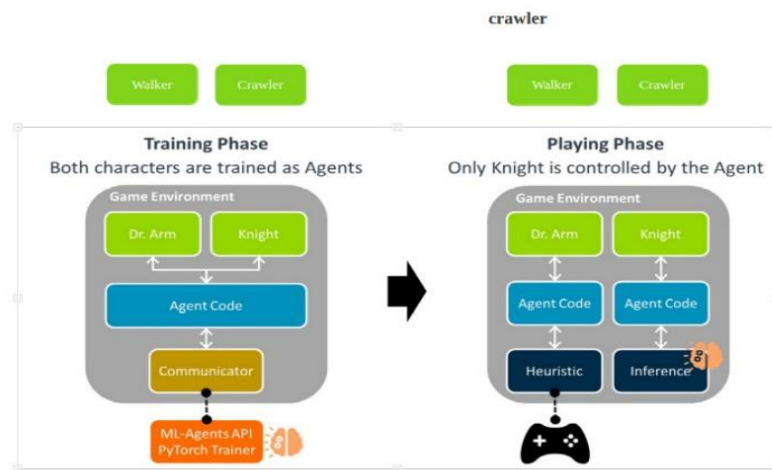 crawler
Walker
Crawler
Walker
Crawler
Training Phase
Both characters are trained as Agents
Game Environment
Dr. Arm
Knight
Agent Code
Communicator
ML-Agents API
PyTorch Trainer
Playing Phase
Only Knight is controlled by the Agent
Game Environment
Dr. Arm
Knight
Agent Code
Agent Code
Heuristic
Inference